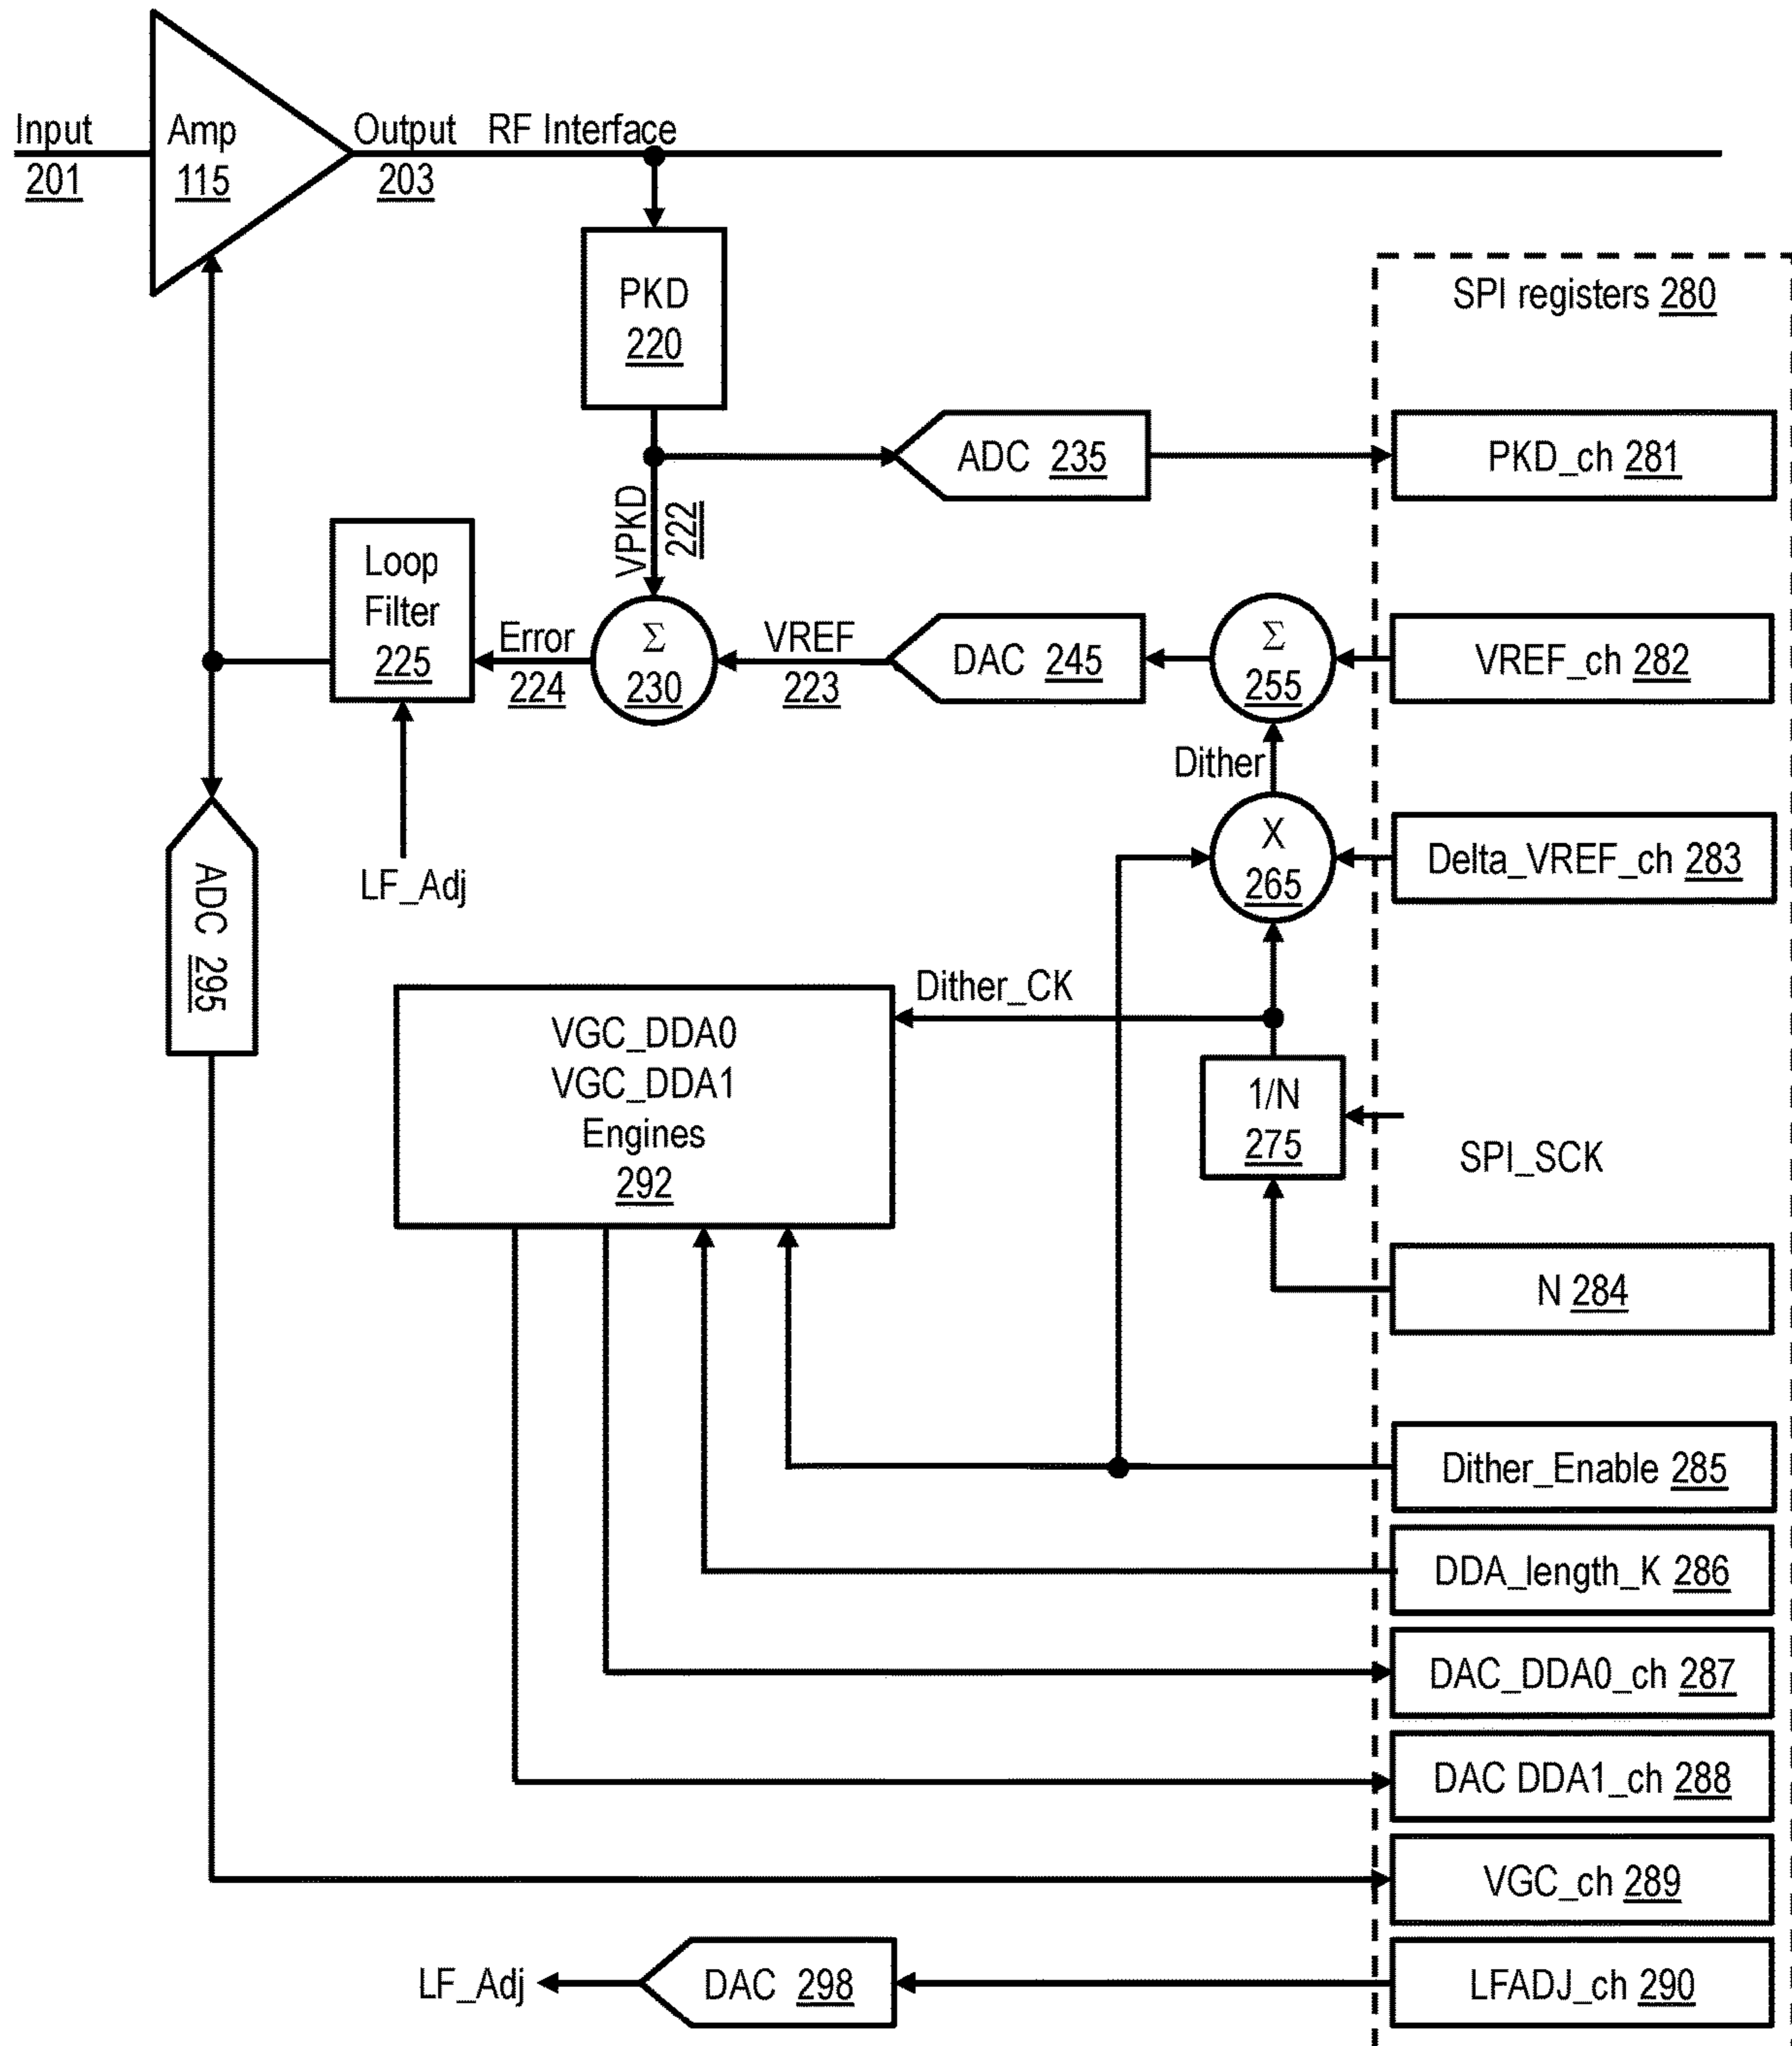 Input
201
Amp
115
Output
203
RF Interface
PKD
220
SPI registers 280
ADC 235
PKD_ch 281
VPKD
222
Loop
Filter
225
Error
224
Σ
230
VREF
223
DAC 245
Σ
255
VREF_ch 282
Dither
X
265
Delta_VREF_ch 283
LF_Adj
ADC 295
Dither_CK
VGC_DDA0
VGC_DDA1
Engines
292
1/N
275
SPI_SCK
N 284
Dither_Enable 285
DDA_length_K 286
DAC_DDA0_ch 287
DAC DDA1_ch 288
VGC_ch 289
LF_Adj
DAC 298
LFADJ_ch 290